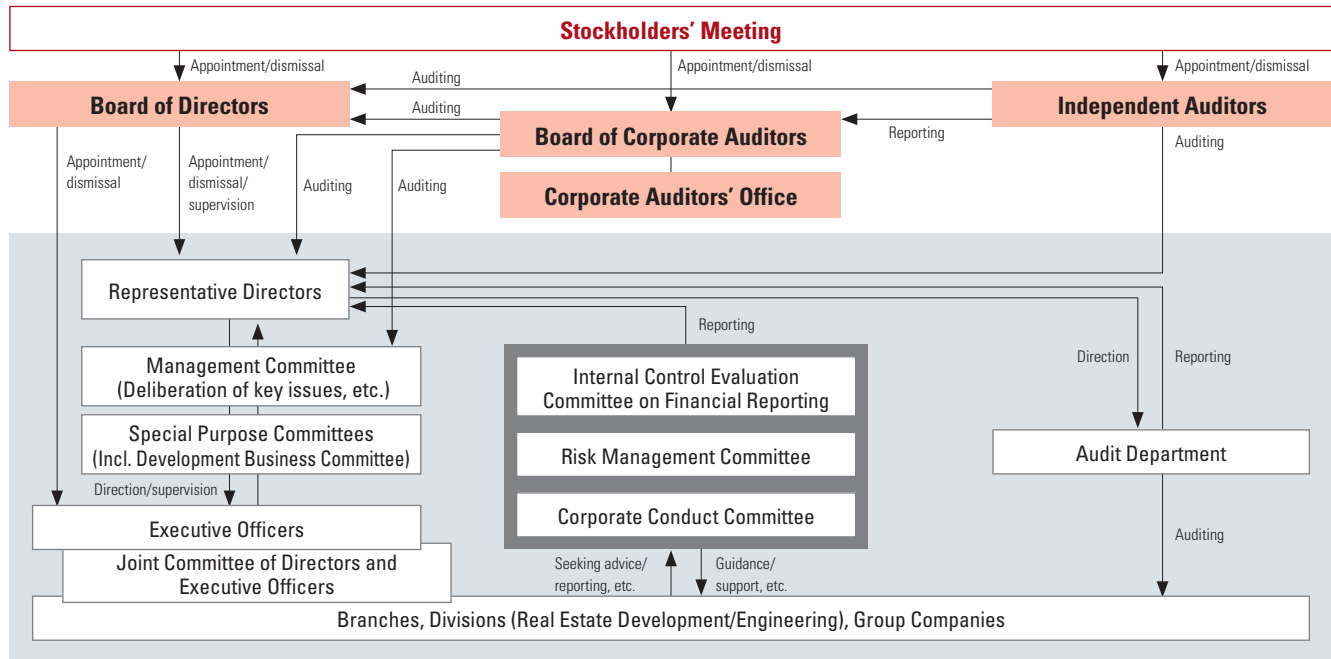 Stockholders' Meeting
Appointment/dismissal
Appointment/dismissal
Appointment/dismissal
Auditing
Board of Directors
Independent Auditors
Auditing
Board of Corporate Auditors
Reporting
Auditing
Appointment/
dismissal
Appointment/
dismissal/
supervision
Auditing
Auditing
Corporate Auditors' Office
Representative Directors
Reporting
Management Committee
(Deliberation of key issues, etc.)
Internal Control Evaluation
Committee on Financial Reporting
Direction
Reporting
Special Purpose Committees
(Incl. Development Business Committee)
Risk Management Committee
Audit Department
Direction/supervision
Executive Officers
Corporate Conduct Committee
Auditing
Joint Committee of Directors and
Executive Officers
Seeking advice/
reporting, etc.
Guidance/
support, etc.
Branches, Divisions (Real Estate Development/Engineering), Group Companies